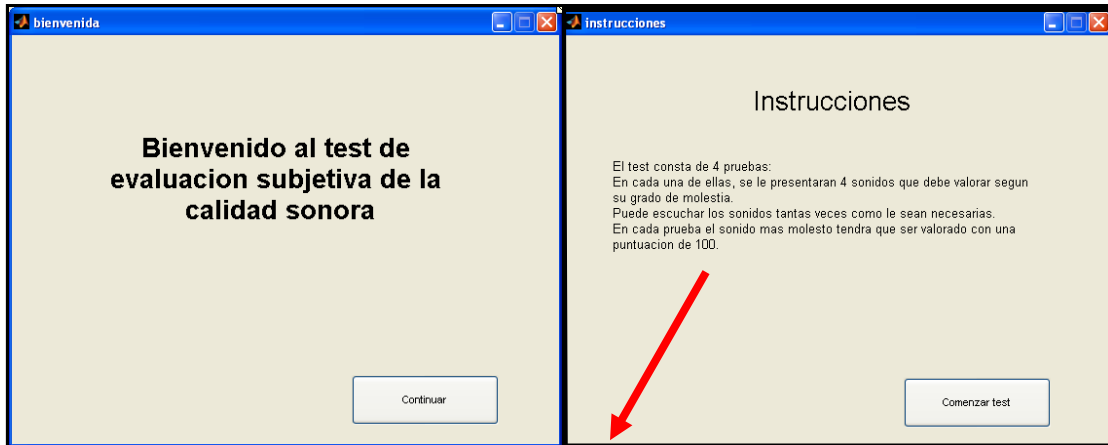 bienvenida
Bienvenido al test de
evaluacion subjetiva de la
calidad sonora
Continuar
instrucciones
Instrucciones
El test consta de 4 pruebas:
En cada una de ellas, se le presentaran 4 sonidos que debe valorar segun
su grado de molestia.
Puede escuchar los sonidos tantas veces como le sean necesarias.
En cada prueba el sonido mas molesto tendra que ser valorado con una
puntuacion de 100.
Comenzar test